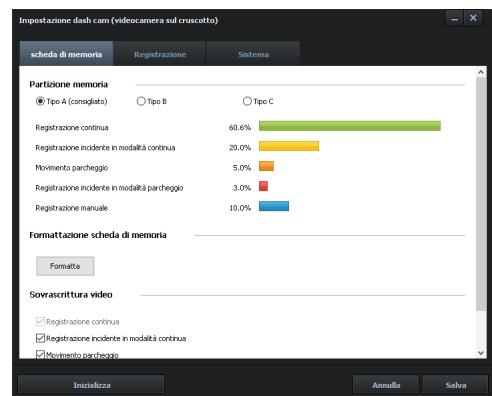 Impostazione dash cam (videocamera sul cruscotto)
scheda di memoria Registrazione Sistema
Partizione memoria
Tipo A (consigliato) Tipo B Tipo C
Registrazione continua 60.6%
Registrazione incidente in modalità continua 20.0%
Movimento parcheggio 5.0%
Registrazione incidente in modalità parcheggio 3.0%
Registrazione manuale 10.0%
Formattazione scheda di memoria
Formatta
Sovrascrittura video
Registrazione continua
Registrazione incidente in modalità continua
Movimento parcheggio
Inizializza Annulla Salva